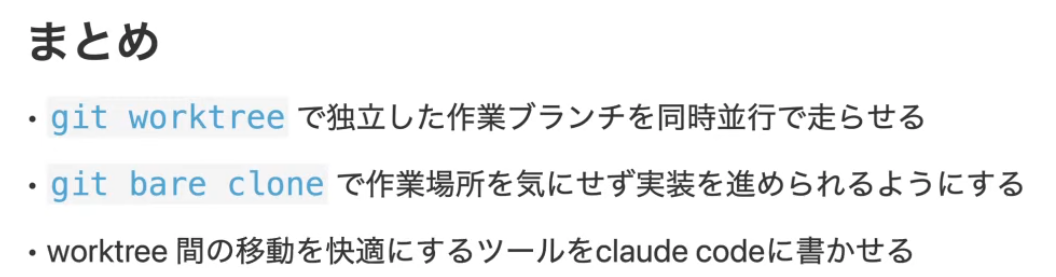 まとめ
・git worktree で独立した作業ブランチを同時並行で走らせる
・git bare clone で作業場所を気にせず実装を進められるようにする
・worktree 間の移動を快適にするツールをclaude codeに書かせる